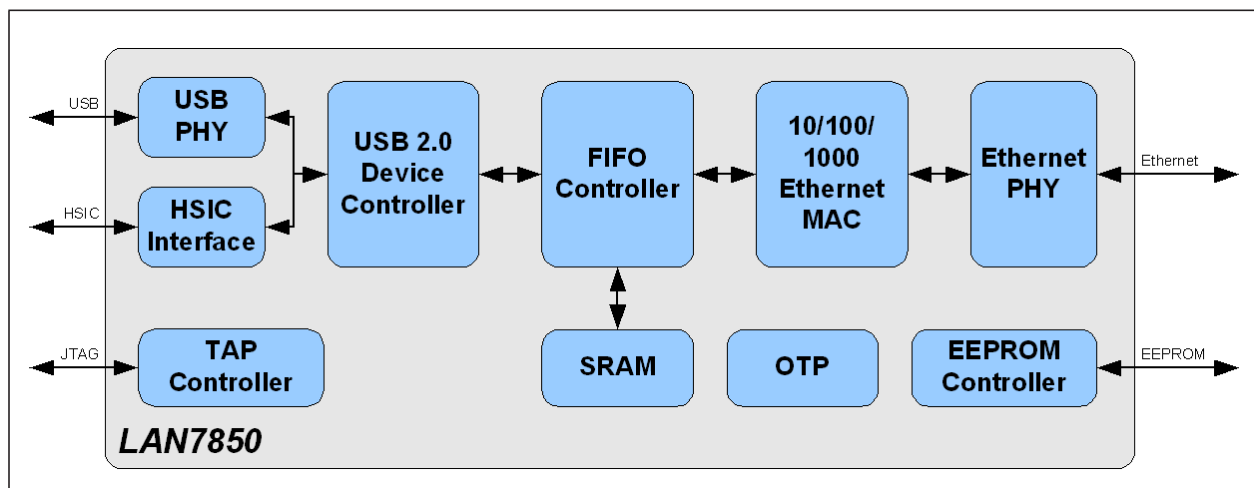 USB
USB
PHY
HSIC
HSIC
Interface
USB 2.0
Device
Controller
FIFO
Controller
10/100/
1000
Ethernet
MAC
Ethernet
PHY
Ethernet
JTAG
TAP
Controller
SRAM
OTP
EEPROM
Controller
EEPROM
LAN7850